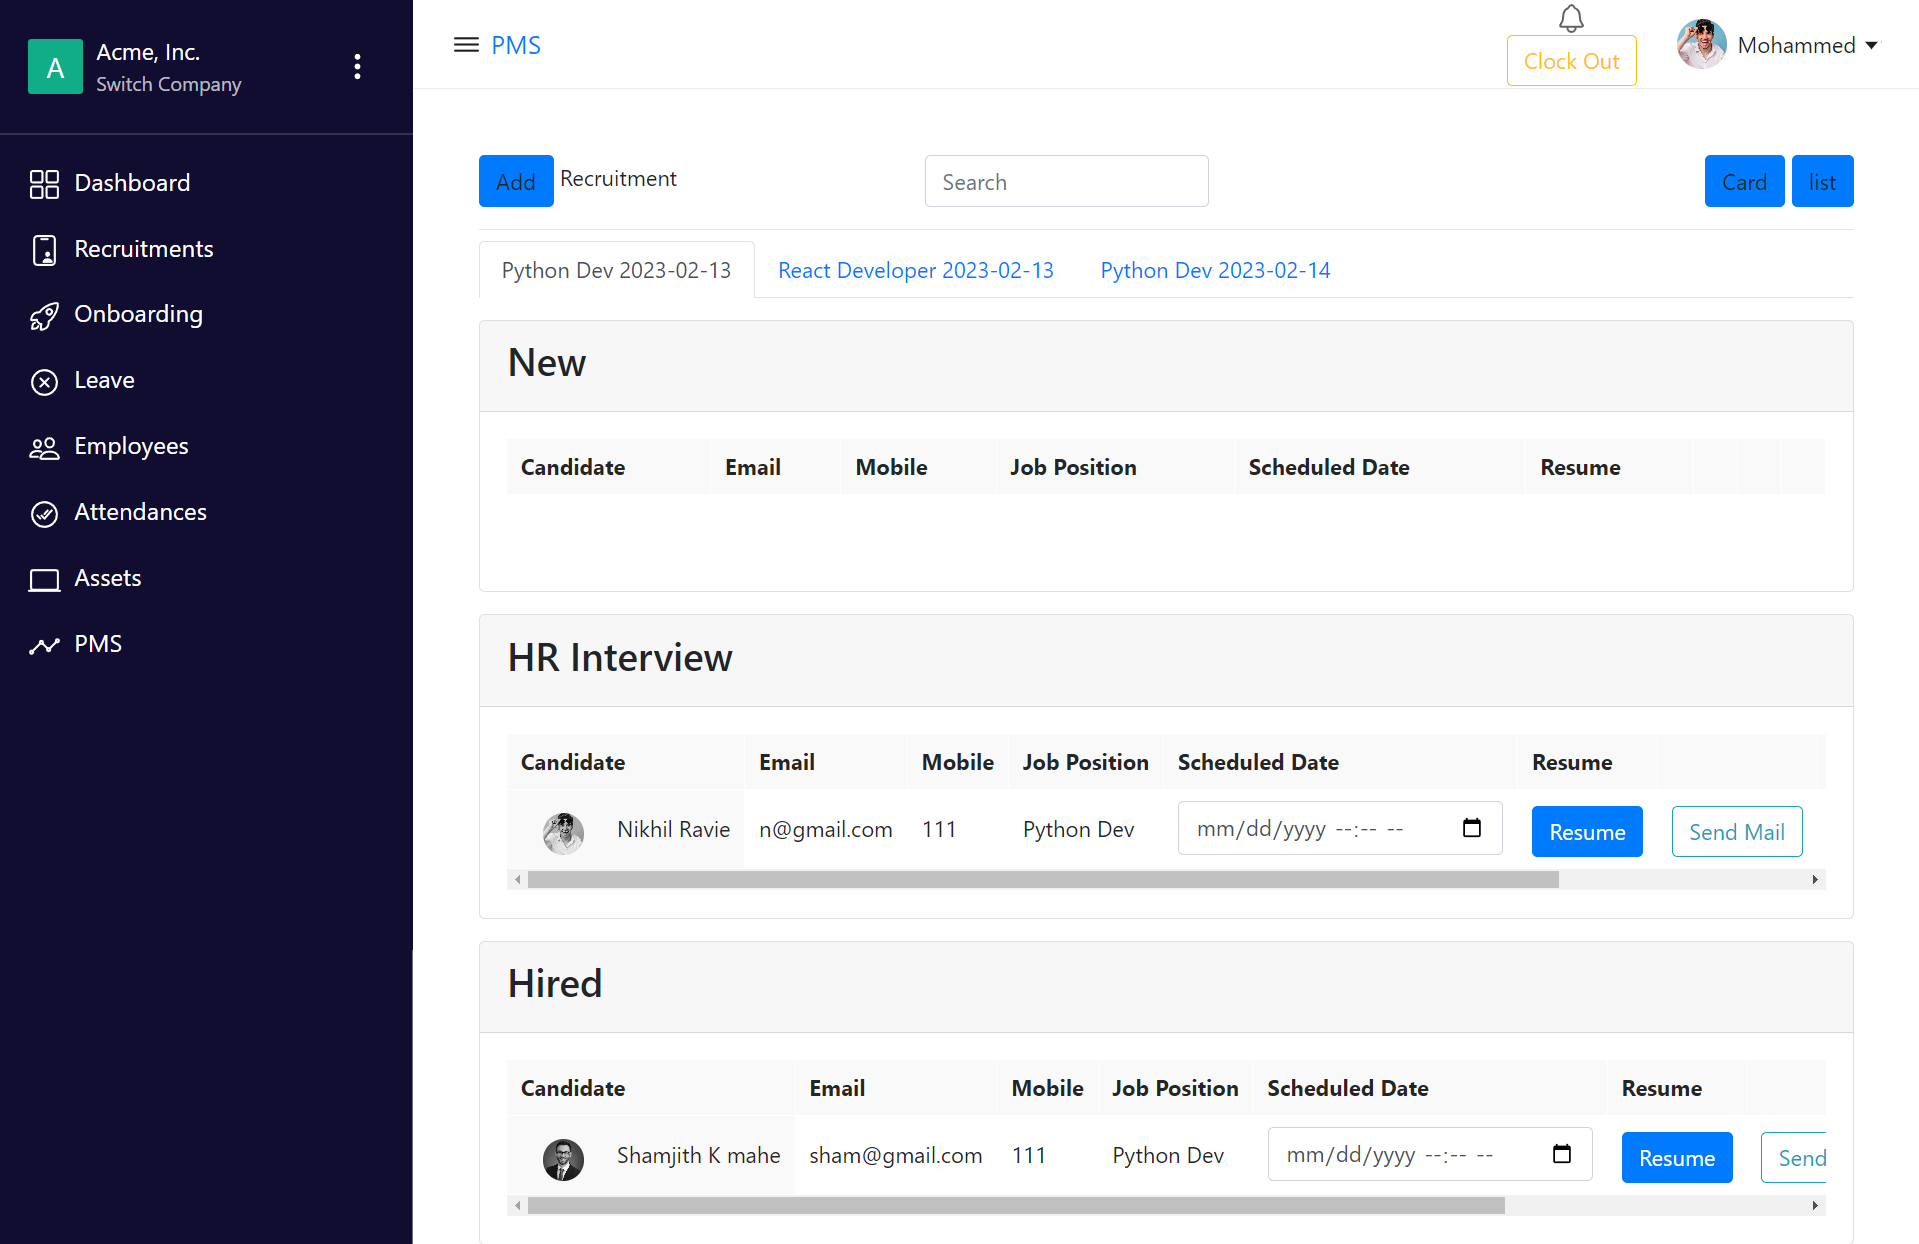 A
Acme, Inc.
Switch Company
Dashboard
Recruitments
Onboarding
Leave
Employees
Attendances
Assets
PMS
PMS
Clock Out
Mohammed
Add Recruitment
Search
Card list
Python Dev 2023-02-13 React Developer 2023-02-13 Python Dev 2023-02-14
New
Candidate Email Mobile Job Position Scheduled Date Resume
HR Interview
Candidate Email Mobile Job Position Scheduled Date Resume
Nikhil Ravie n@gmail.com 111 Python Dev mm/dd/yyyy --:-- -- Resume Send Mail
Hired
Candidate Email Mobile Job Position Scheduled Date Resume
Shamjith K mahe sham@gmail.com 111 Python Dev mm/dd/yyyy --:-- -- Resume Send